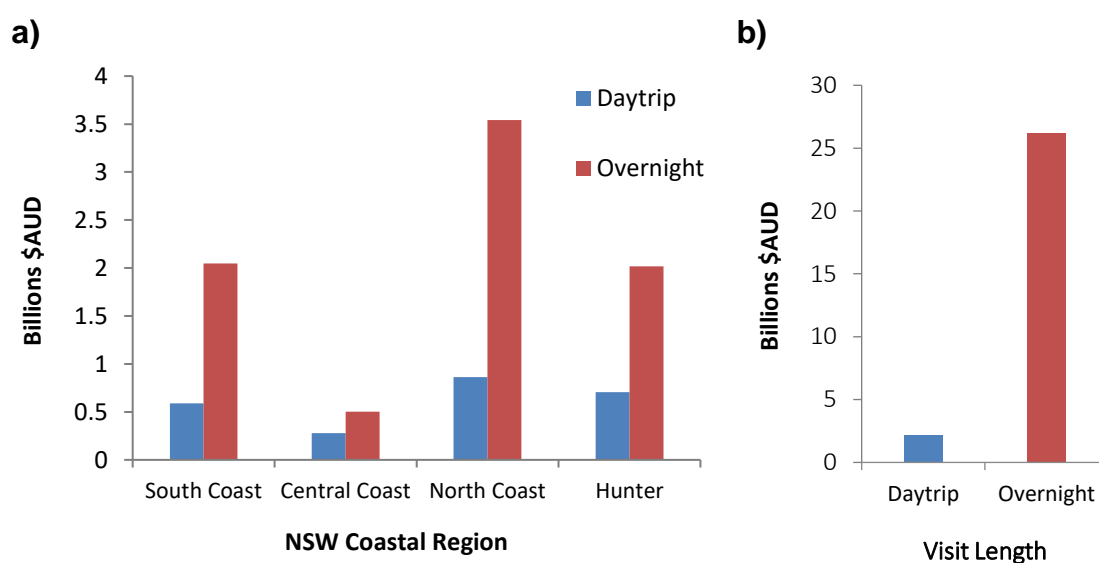 a)
Billions $AUD
4
3.5
3
2.5
2
1.5
1
0.5
0
Daytrip
Overnight
South Coast Central Coast North Coast Hunter
NSW Coastal Region
b)
Billions $AUD
30
25
20
15
10
5
0
Daytrip Overnight
Visit Length